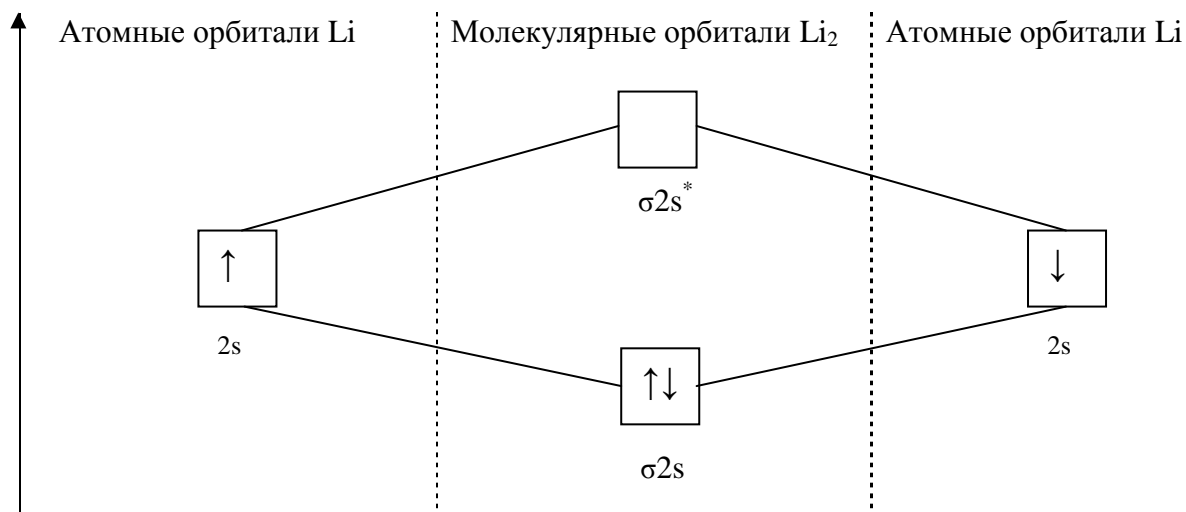 Атомные орбитали Li
Молекулярные орбитали Li₂
Атомные орбитали Li
σ2s*
↑
↓
2s
2s
↑↓
σ2s